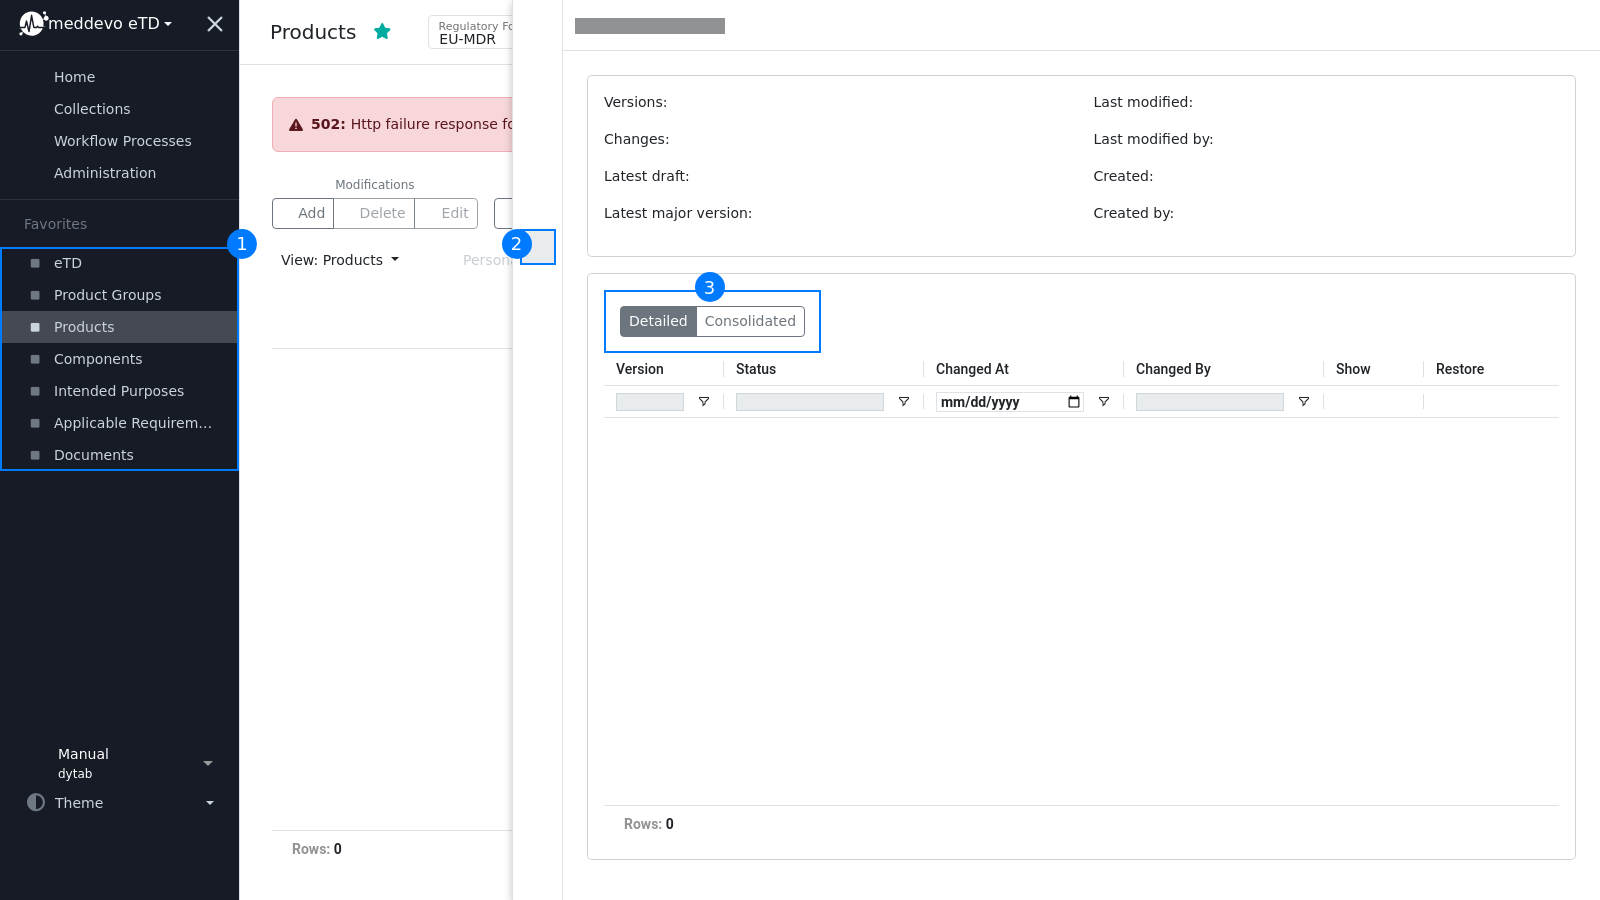 meddevo eTD
Home
Collections
Workflow Processes
Administration
Favorites
1
eTD
Product Groups
Products
Components
Intended Purposes
Applicable Requirem...
Documents
Manual
dytab
Theme
Products
Regulatory Fo
EU-MDR
502: Http failure response fo
Modifications
Add Delete Edit
View: Products
Person
2
Rows: 0
Versions:
Changes:
Latest draft:
Latest major version:
Last modified:
Last modified by:
Created:
Created by:
3
Detailed Consolidated
Version Status Changed At Changed By Show Restore
mm/dd/yyyy
Rows: 0